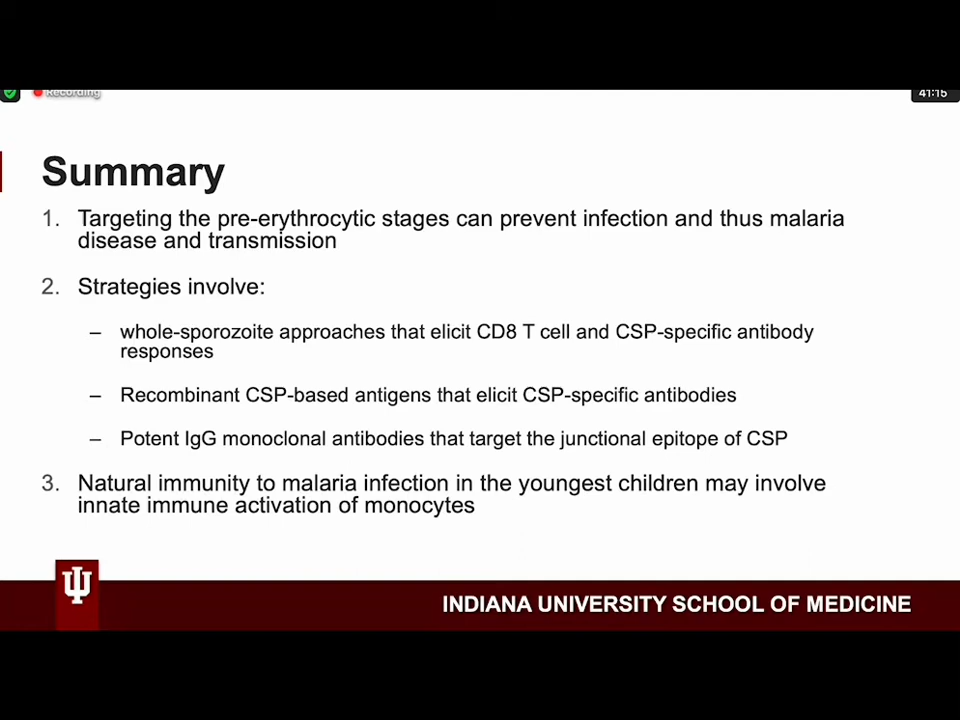 Recording
41:15
Summary
1. Targeting the pre-erythrocytic stages can prevent infection and thus malaria
disease and transmission
2. Strategies involve:
– whole-sporozoite approaches that elicit CD8 T cell and CSP-specific antibody
responses
– Recombinant CSP-based antigens that elicit CSP-specific antibodies
– Potent IgG monoclonal antibodies that target the junctional epitope of CSP
3. Natural immunity to malaria infection in the youngest children may involve
innate immune activation of monocytes
INDIANA UNIVERSITY SCHOOL OF MEDICINE